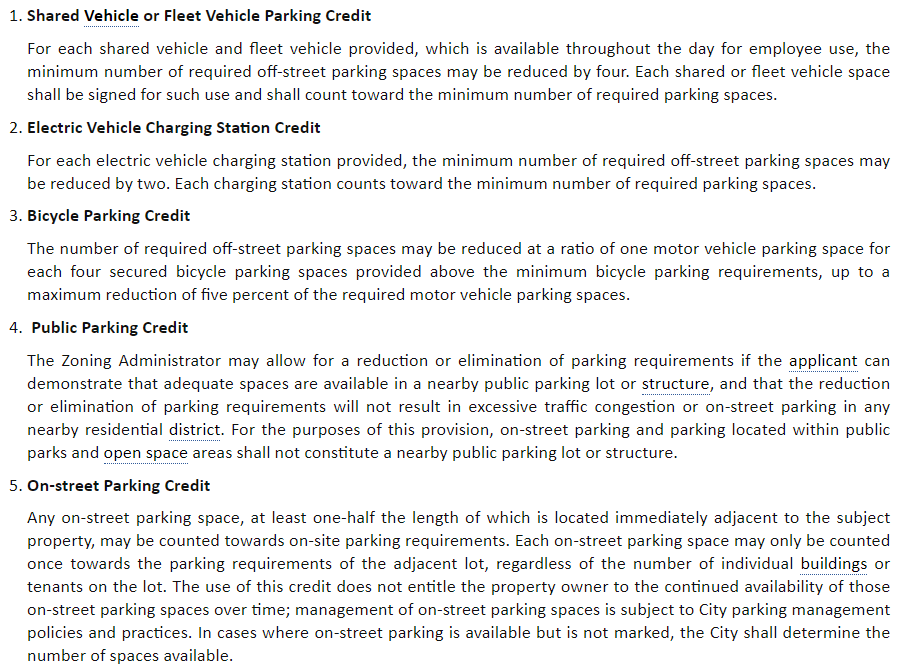 1. Shared Vehicle or Fleet Vehicle Parking Credit
For each shared vehicle and fleet vehicle provided, which is available throughout the day for employee use, the
minimum number of required off-street parking spaces may be reduced by four. Each shared or fleet vehicle space
shall be signed for such use and shall count toward the minimum number of required parking spaces.
2. Electric Vehicle Charging Station Credit
For each electric vehicle charging station provided, the minimum number of required off-street parking spaces may
be reduced by two. Each charging station counts toward the minimum number of required parking spaces.
3. Bicycle Parking Credit
The number of required off-street parking spaces may be reduced at a ratio of one motor vehicle parking space for
each four secured bicycle parking spaces provided above the minimum bicycle parking requirements, up to a
maximum reduction of five percent of the required motor vehicle parking spaces.
4. Public Parking Credit
The Zoning Administrator may allow for a reduction or elimination of parking requirements if the applicant can
demonstrate that adequate spaces are available in a nearby public parking lot or structure, and that the reduction
or elimination of parking requirements will not result in excessive traffic congestion or on-street parking in any
nearby residential district. For the purposes of this provision, on-street parking and parking located within public
parks and open space areas shall not constitute a nearby public parking lot or structure.
5. On-street Parking Credit
Any on-street parking space, at least one-half the length of which is located immediately adjacent to the subject
property, may be counted towards on-site parking requirements. Each on-street parking space may only be counted
once towards the parking requirements of the adjacent lot, regardless of the number of individual buildings or
tenants on the lot. The use of this credit does not entitle the property owner to the continued availability of those
on-street parking spaces over time; management of on-street parking spaces is subject to City parking management
policies and practices. In cases where on-street parking is available but is not marked, the City shall determine the
number of spaces available.